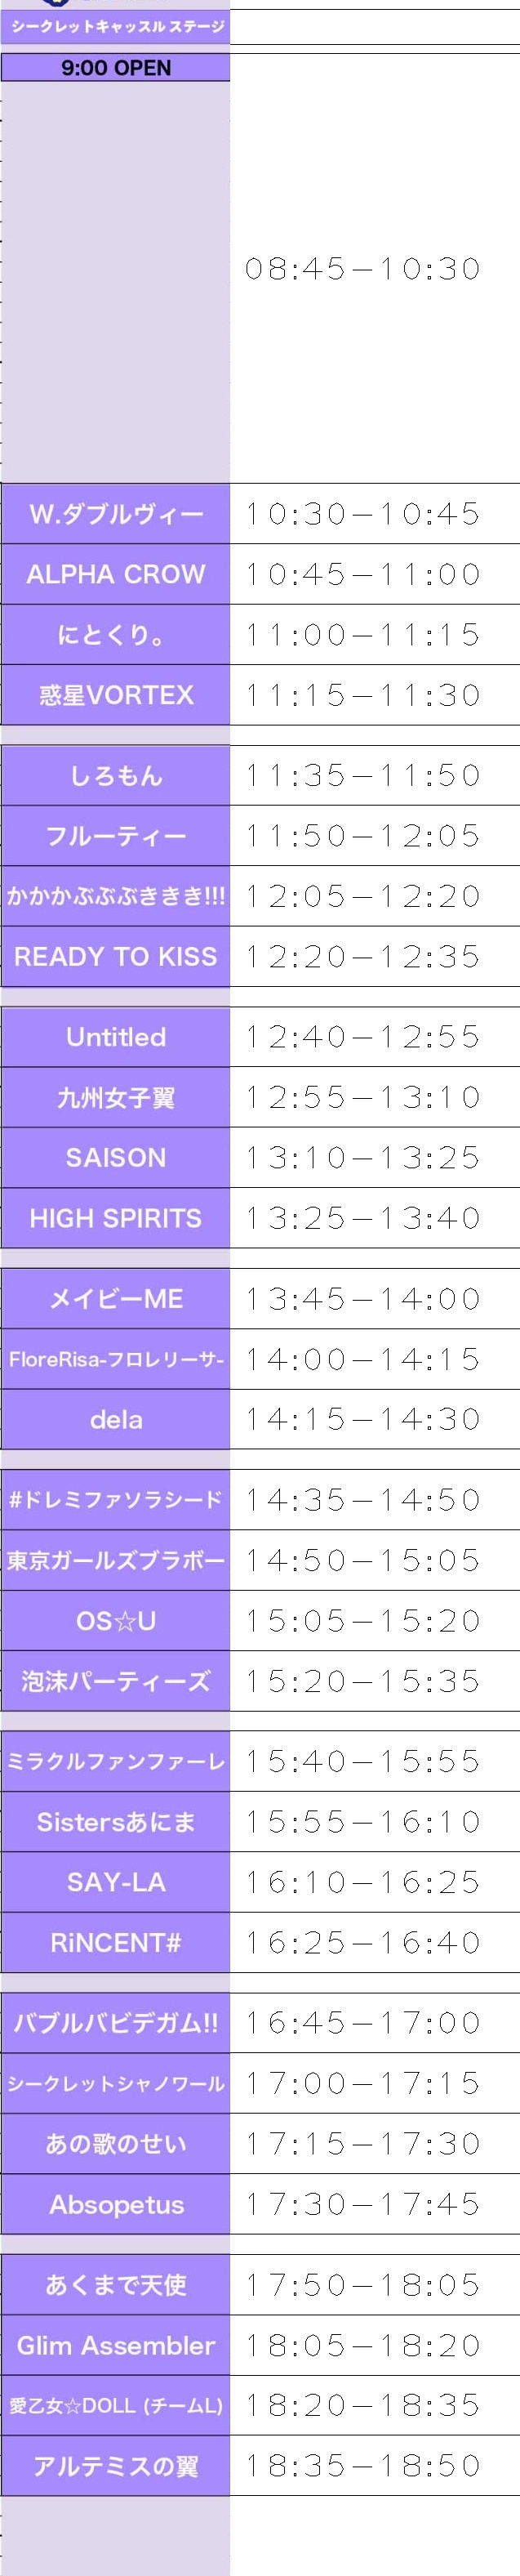 シークレットキャッスル ステージ
9:00 OPEN
08:45-10:30
W.ダブルヴィー 10:30-10:45
ALPHA CROW 10:45-11:00
にとくり。 11:00-11:15
惑星VORTEX 11:15-11:30
しろもん 11:35-11:50
フルーティー 11:50-12:05
かかかぶぶぶききき!!! 12:05-12:20
READY TO KISS 12:20-12:35
Untitled 12:40-12:55
九州女子翼 12:55-13:10
SAISON 13:10-13:25
HIGH SPIRITS 13:25-13:40
メイビーME 13:45-14:00
FloreRisa-フロレリーサ- 14:00-14:15
dela 14:15-14:30
#ドレミファソラシード 14:35-14:50
東京ガールズブラボー 14:50-15:05
OS☆U 15:05-15:20
泡沫パーティーズ 15:20-15:35
ミラクルファンファーレ 15:40-15:55
Sistersあにま 15:55-16:10
SAY-LA 16:10-16:25
RiNCENT# 16:25-16:40
バブルバビデガム!! 16:45-17:00
シークレットシャノワール 17:00-17:15
あの歌のせい 17:15-17:30
Absopetus 17:30-17:45
あくまで天使 17:50-18:05
Glim Assembler 18:05-18:20
愛乙女☆DOLL (チームL) 18:20-18:35
アルテミスの翼 18:35-18:50